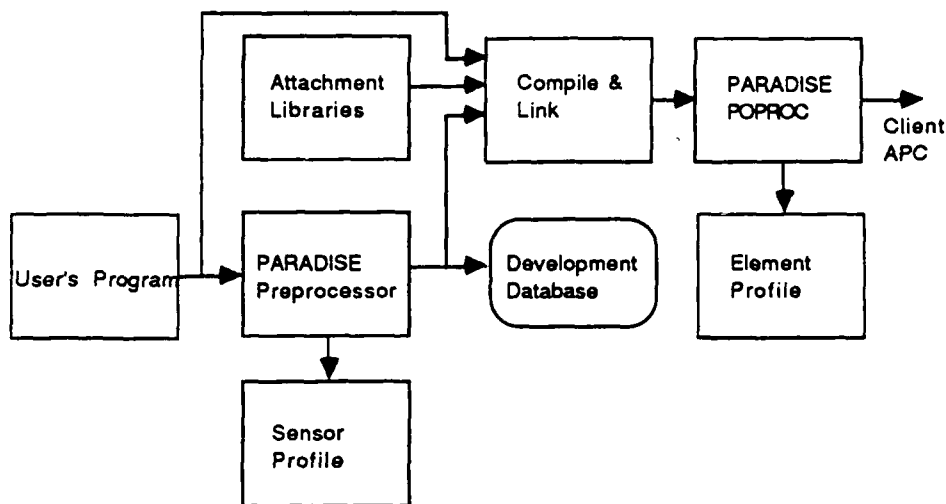 Attachment
Libraries
Compile &
Link
PARADISE
POPROC
Client
APC
User's Program
PARADISE
Preprocessor
Development
Database
Element
Profile
Sensor
Profile